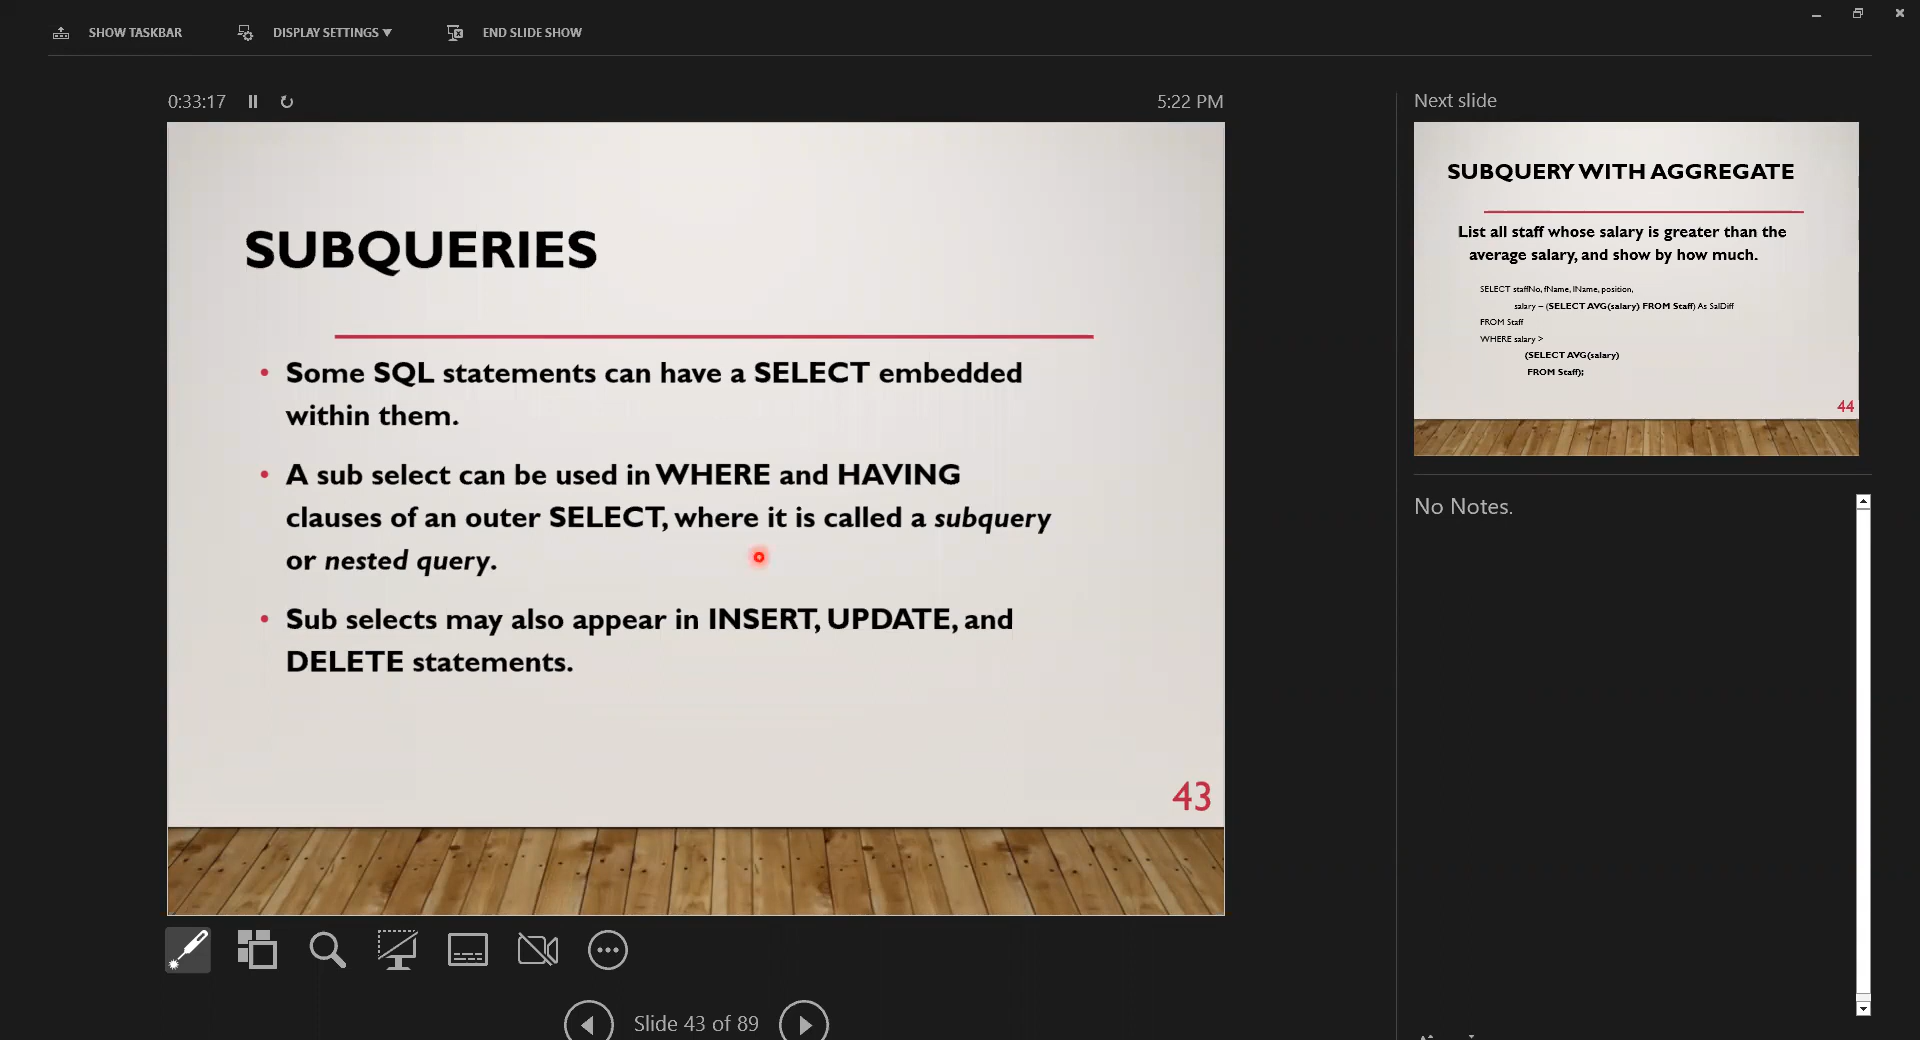 SHOW TASKBAR
DISPLAY SETTINGS ▼
END SLIDE SHOW
0:33:17
5:22 PM
SUBQUERIES
• Some SQL statements can have a SELECT embedded
within them.
• A sub select can be used in WHERE and HAVING
clauses of an outer SELECT, where it is called a subquery
or nested query.
• Sub selects may also appear in INSERT, UPDATE, and
DELETE statements.
43
Slide 43 of 89
Next slide
SUBQUERY WITH AGGREGATE
List all staff whose salary is greater than the
average salary, and show by how much.
SELECT staffNo, fName, lName, position,
salary – (SELECT AVG(salary) FROM Staff) As SalDiff
FROM Staff
WHERE salary >
(SELECT AVG(salary)
FROM Staff);
44
No Notes.